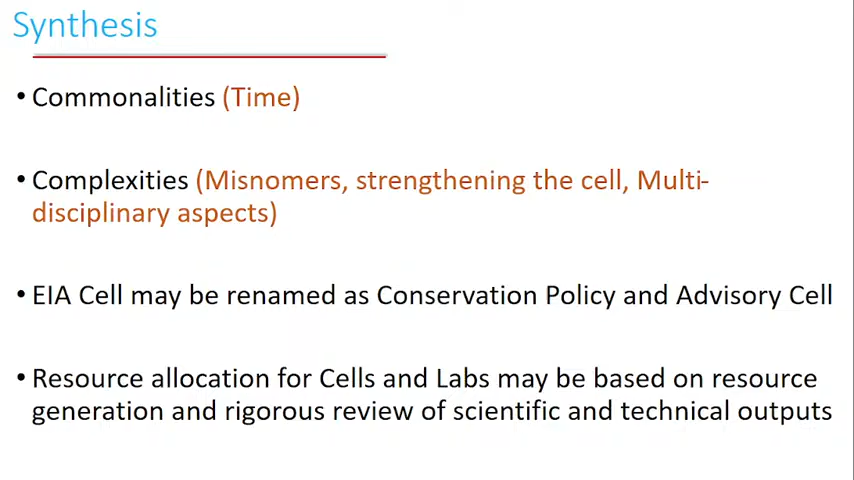 Synthesis
• Commonalities (Time)
• Complexities (Misnomers, strengthening the cell, Multi-
disciplinary aspects)
• EIA Cell may be renamed as Conservation Policy and Advisory Cell
• Resource allocation for Cells and Labs may be based on resource
generation and rigorous review of scientific and technical outputs